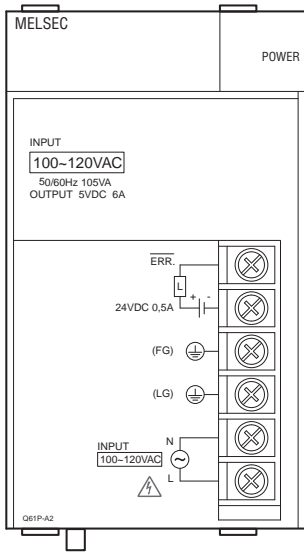 MELSEC
POWER
INPUT
100~120VAC
50/60Hz 105VA
OUTPUT 5VDC 6A
ERR.
L
+ -
24VDC 0,5A
(FG)
(LG)
INPUT
100~120VAC
N
L
Q61P-A2